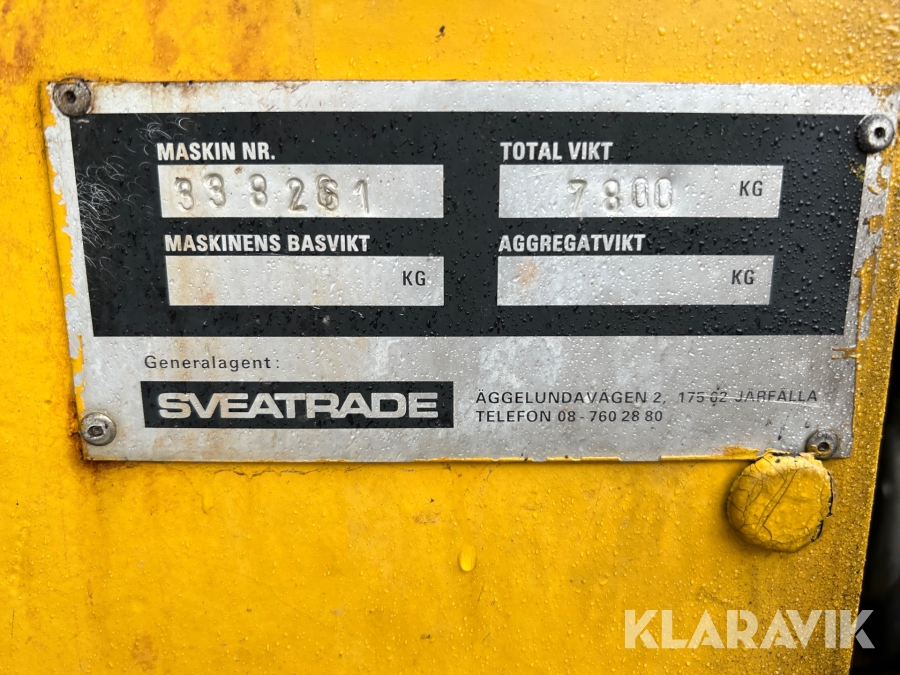 MASKIN NR.
338261
TOTAL VIKT
7800 KG
MASKINENS BASVIKT
KG
AGGREGATVIKT
KG
Generalagent:
SVEATRADE
ÄGGELUNDAVÄGEN 2, 175 62 JÄRFÄLLA
TELEFON 08-760 28 80
KLARAVIK